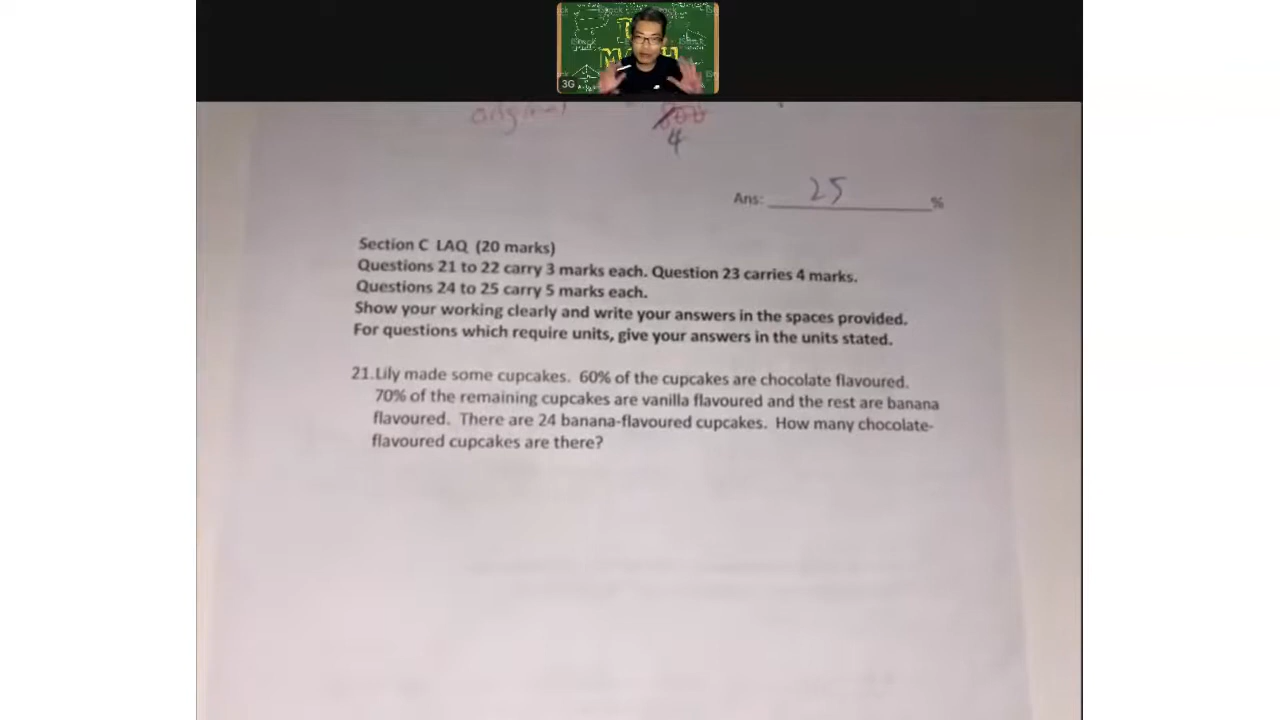 3G
original
4
Ans: 25 %
Section C LAQ (20 marks)
Questions 21 to 22 carry 3 marks each. Question 23 carries 4 marks.
Questions 24 to 25 carry 5 marks each.
Show your working clearly and write your answers in the spaces provided.
For questions which require units, give your answers in the units stated.
21.Lily made some cupcakes. 60% of the cupcakes are chocolate flavoured.
70% of the remaining cupcakes are vanilla flavoured and the rest are banana
flavoured. There are 24 banana-flavoured cupcakes. How many chocolate-
flavoured cupcakes are there?